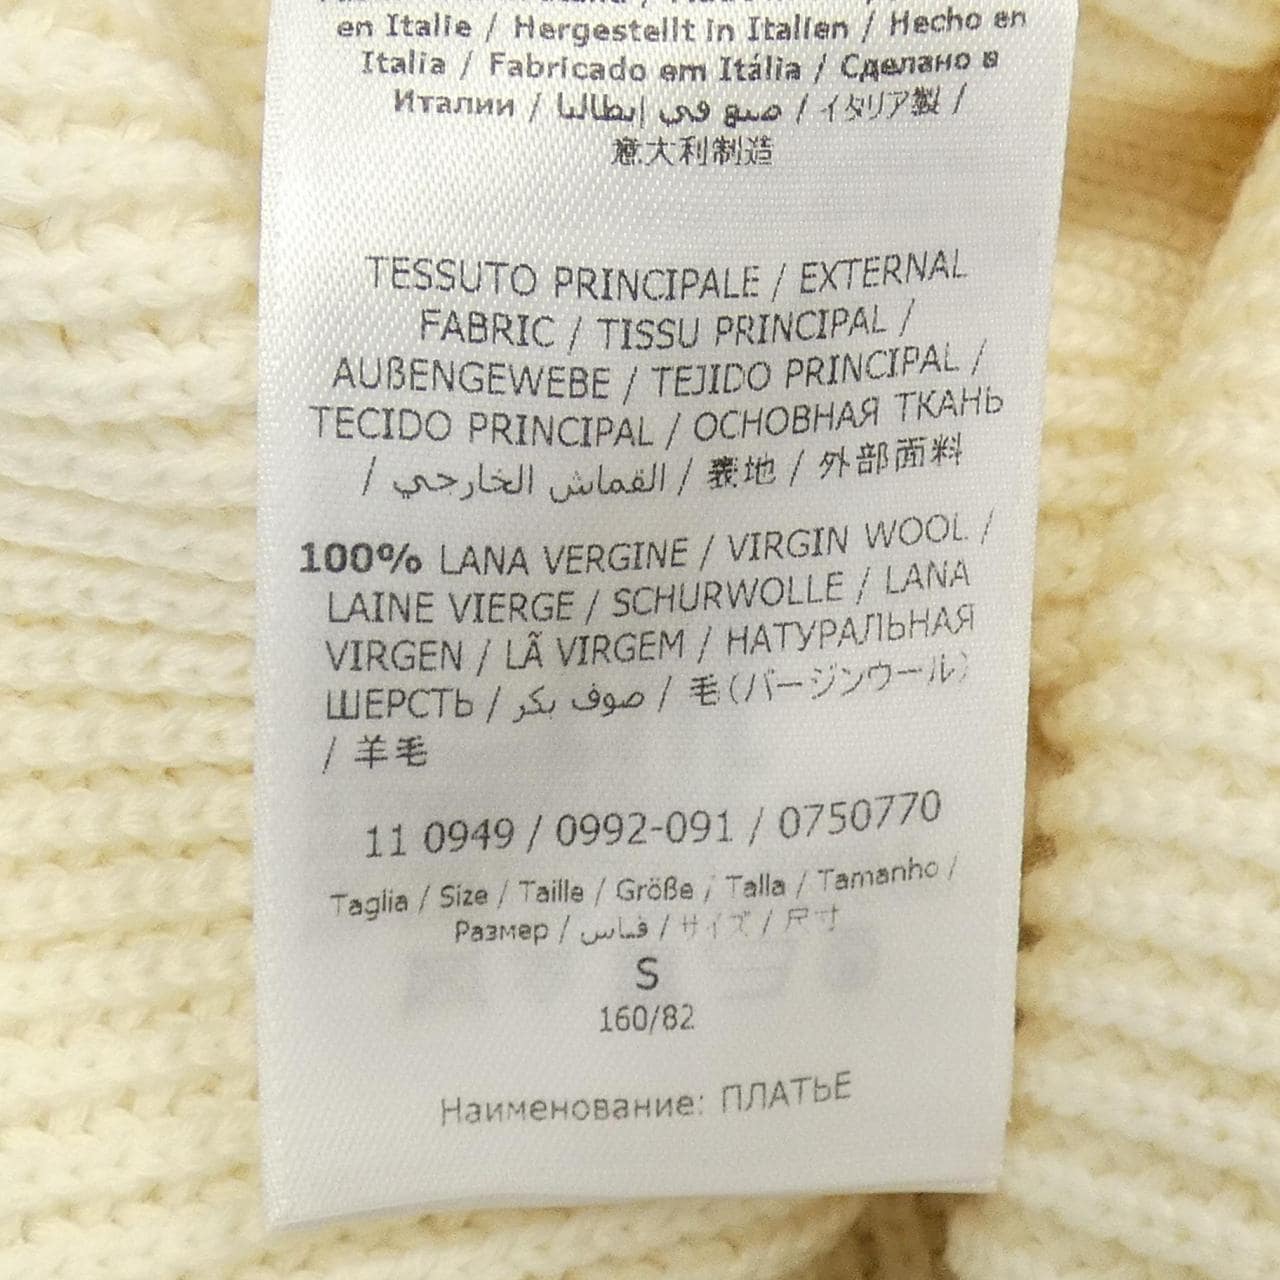 en Italie / Hergestellt in Italien / Hecho en
Italia / Fabricado em Itália / Сделано в
Италии / صنع في إيطاليا / イタリア製 /
意大利制造
TESSUTO PRINCIPALE / EXTERNAL
FABRIC / TISSU PRINCIPAL /
AUßENGEWEBE / TEJIDO PRINCIPAL /
TECIDO PRINCIPAL / ОСНОВНАЯ ТКАНЬ
/ القماش الخارجي / 表地 / 外部面料
100% LANA VERGINE / VIRGIN WOOL /
LAINE VIERGE / SCHURWOLLE / LANA
VIRGEN / LÃ VIRGEM / НАТУРАЛЬНАЯ
ШЕРСТЬ / صوف بكر / 毛(バージンウール)
/ 羊毛
11 0949 / 0992-091 / 0750770
Taglia / Size / Taille / Größe / Talla / Tamanho /
Размер / قياس / サイズ / 尺寸
S
160/82
Наименование: ПЛАТЬЕ